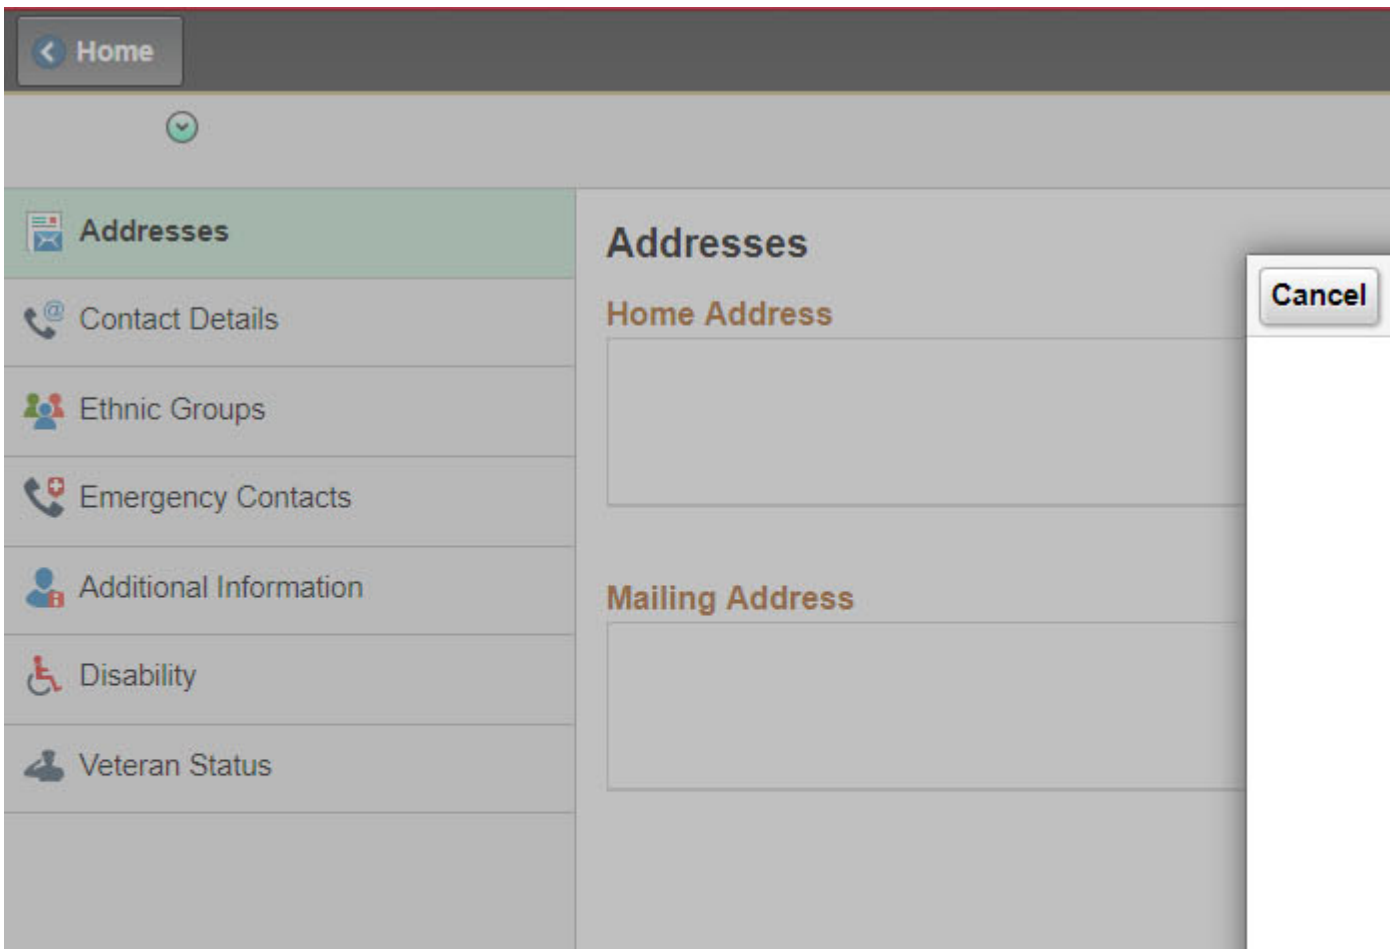 Home
Addresses
Contact Details
Ethnic Groups
Emergency Contacts
Additional Information
Disability
Veteran Status
Addresses
Home Address
Mailing Address
Cancel